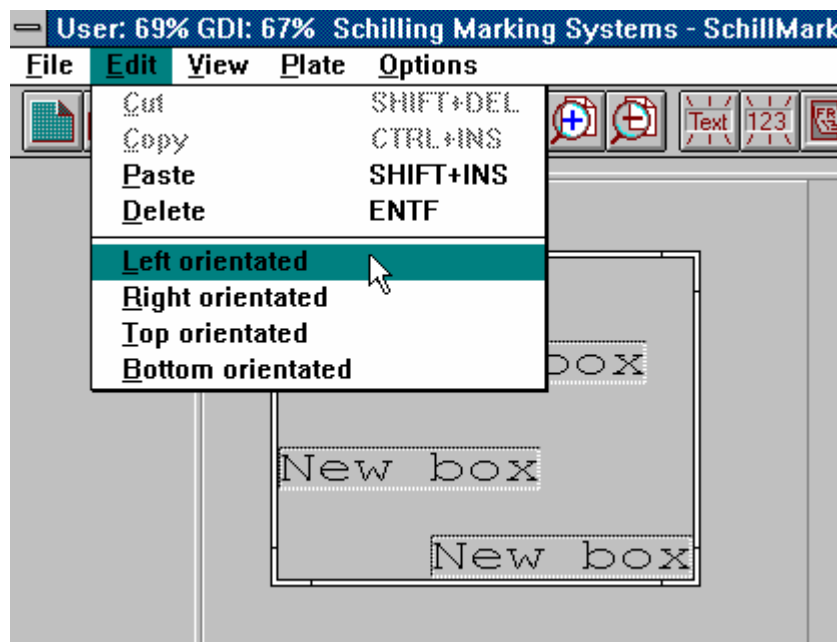 User: 69% GDI: 67% Schilling Marking Systems - SchillMark
File Edit View Plate Options
Text 123 FR
Cut SHIFT+DEL
Copy CTRL+INS
Paste SHIFT+INS
Delete ENTF
Left orientated
Right orientated
Top orientated
Bottom orientated
box
New box
New box